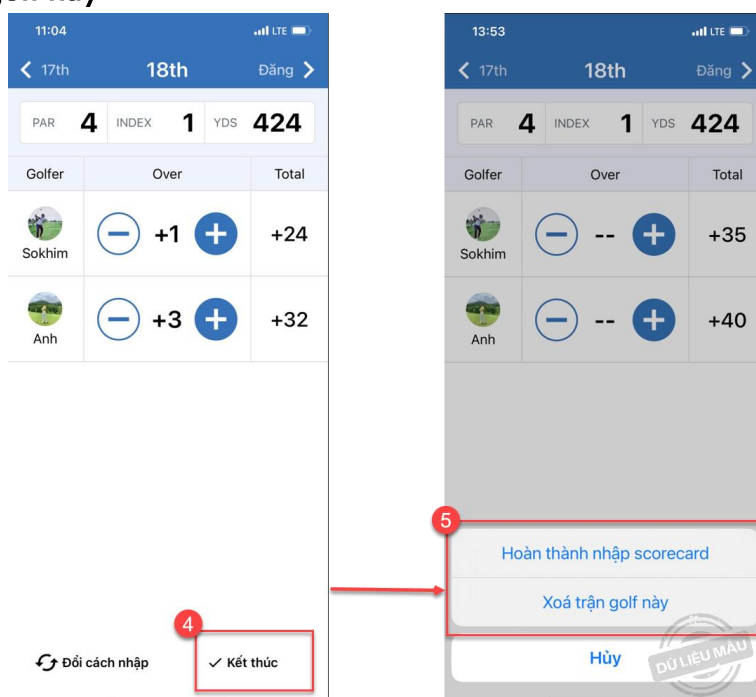 11:04 LTE
17th 18th Đăng
PAR 4 INDEX 1 YDS 424
Golfer Over Total
Sokhim +1 +24
Anh +3 +32
4
Đổi cách nhập Kết thúc
13:53 LTE
17th 18th Đăng
PAR 4 INDEX 1 YDS 424
Golfer Over Total
Sokhim -- +35
Anh -- +40
5
Hoàn thành nhập scorecard
Xoá trận golf này
Hủy
DỮ LIỆU MẪU